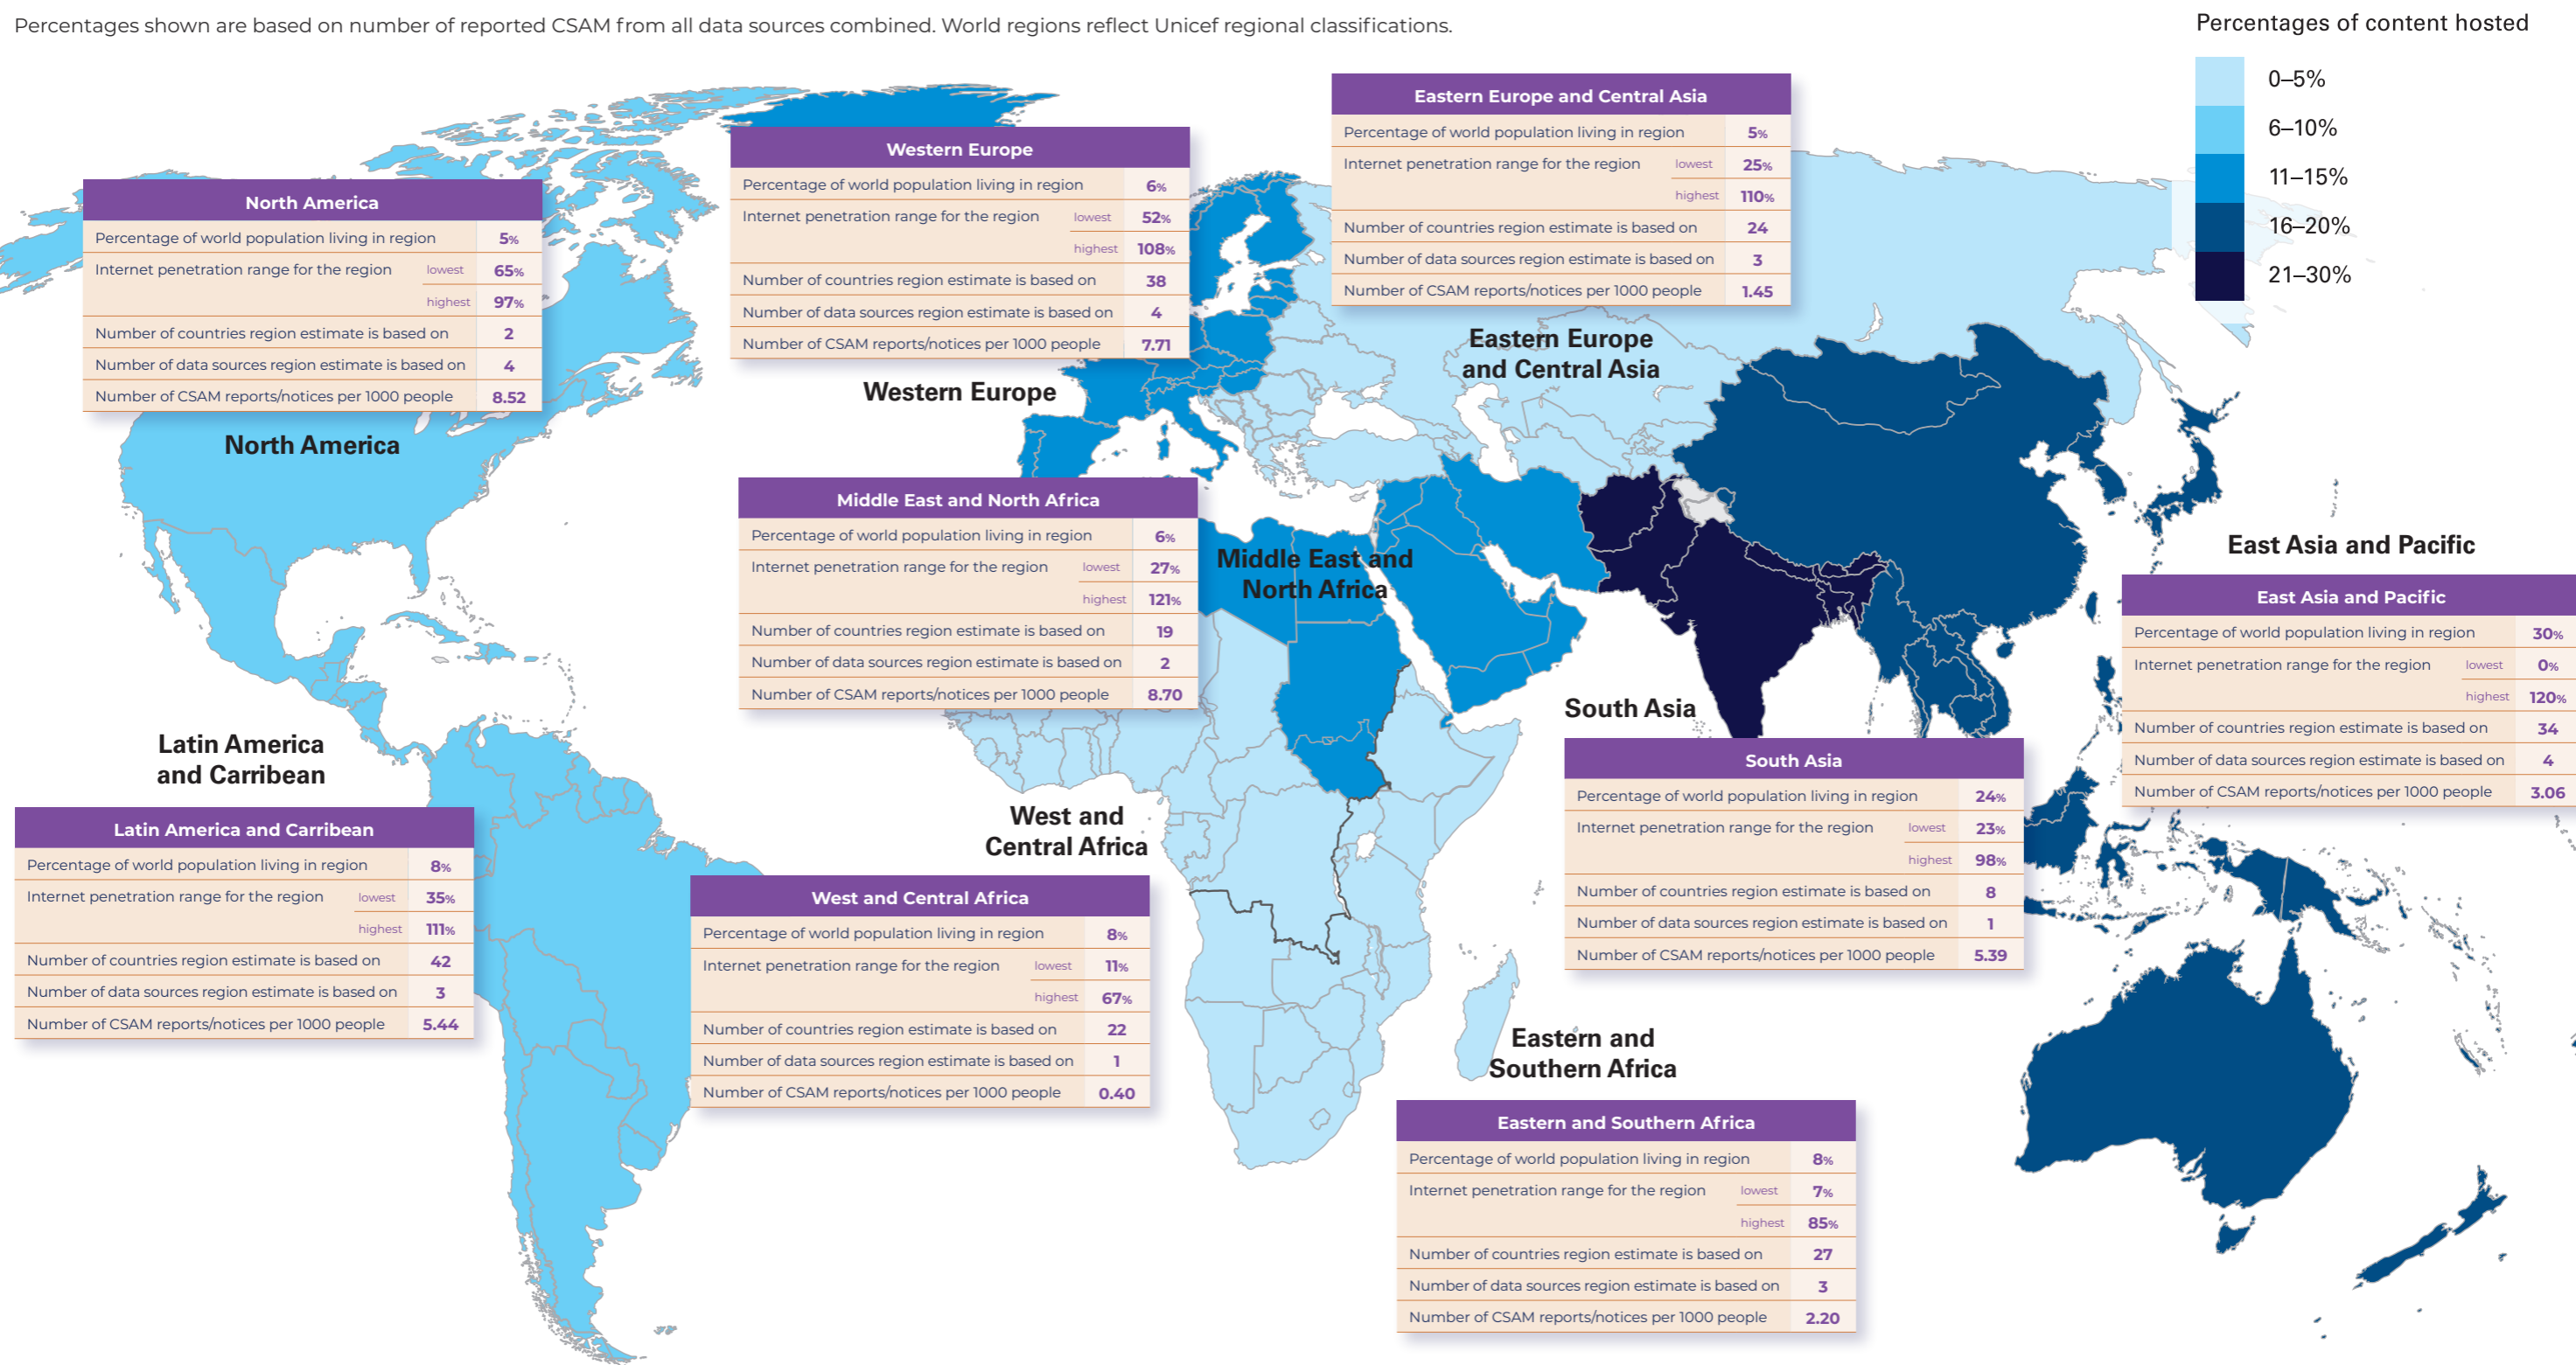 Percentages shown are based on number of reported CSAM from all data sources combined. World regions reflect Unicef regional classifications.
Percentages of content hosted
0–5%
6–10%
11–15%
16–20%
21–30%
North America
Percentage of world population living in region 5%
Internet penetration range for the region lowest 65%
highest 97%
Number of countries region estimate is based on 2
Number of data sources region estimate is based on 4
Number of CSAM reports/notices per 1000 people 8.52
North America
Western Europe
Percentage of world population living in region 6%
Internet penetration range for the region lowest 52%
highest 108%
Number of countries region estimate is based on 38
Number of data sources region estimate is based on 4
Number of CSAM reports/notices per 1000 people 7.71
Western Europe
Eastern Europe and Central Asia
Percentage of world population living in region 5%
Internet penetration range for the region lowest 25%
highest 110%
Number of countries region estimate is based on 24
Number of data sources region estimate is based on 3
Number of CSAM reports/notices per 1000 people 1.45
Eastern Europe
and Central Asia
Middle East and North Africa
Percentage of world population living in region 6%
Internet penetration range for the region lowest 27%
highest 121%
Number of countries region estimate is based on 19
Number of data sources region estimate is based on 2
Number of CSAM reports/notices per 1000 people 8.70
Middle East and
North Africa
East Asia and Pacific
East Asia and Pacific
Percentage of world population living in region 30%
Internet penetration range for the region lowest 0%
highest 120%
Number of countries region estimate is based on 34
Number of data sources region estimate is based on 4
Number of CSAM reports/notices per 1000 people 3.06
Latin America
and Carribean
Latin America and Carribean
Percentage of world population living in region 8%
Internet penetration range for the region lowest 35%
highest 111%
Number of countries region estimate is based on 42
Number of data sources region estimate is based on 3
Number of CSAM reports/notices per 1000 people 5.44
West and
Central Africa
West and Central Africa
Percentage of world population living in region 8%
Internet penetration range for the region lowest 11%
highest 67%
Number of countries region estimate is based on 22
Number of data sources region estimate is based on 1
Number of CSAM reports/notices per 1000 people 0.40
South Asia
South Asia
Percentage of world population living in region 24%
Internet penetration range for the region lowest 23%
highest 98%
Number of countries region estimate is based on 8
Number of data sources region estimate is based on 1
Number of CSAM reports/notices per 1000 people 5.39
Eastern and
Southern Africa
Eastern and Southern Africa
Percentage of world population living in region 8%
Internet penetration range for the region lowest 7%
highest 85%
Number of countries region estimate is based on 27
Number of data sources region estimate is based on 3
Number of CSAM reports/notices per 1000 people 2.20